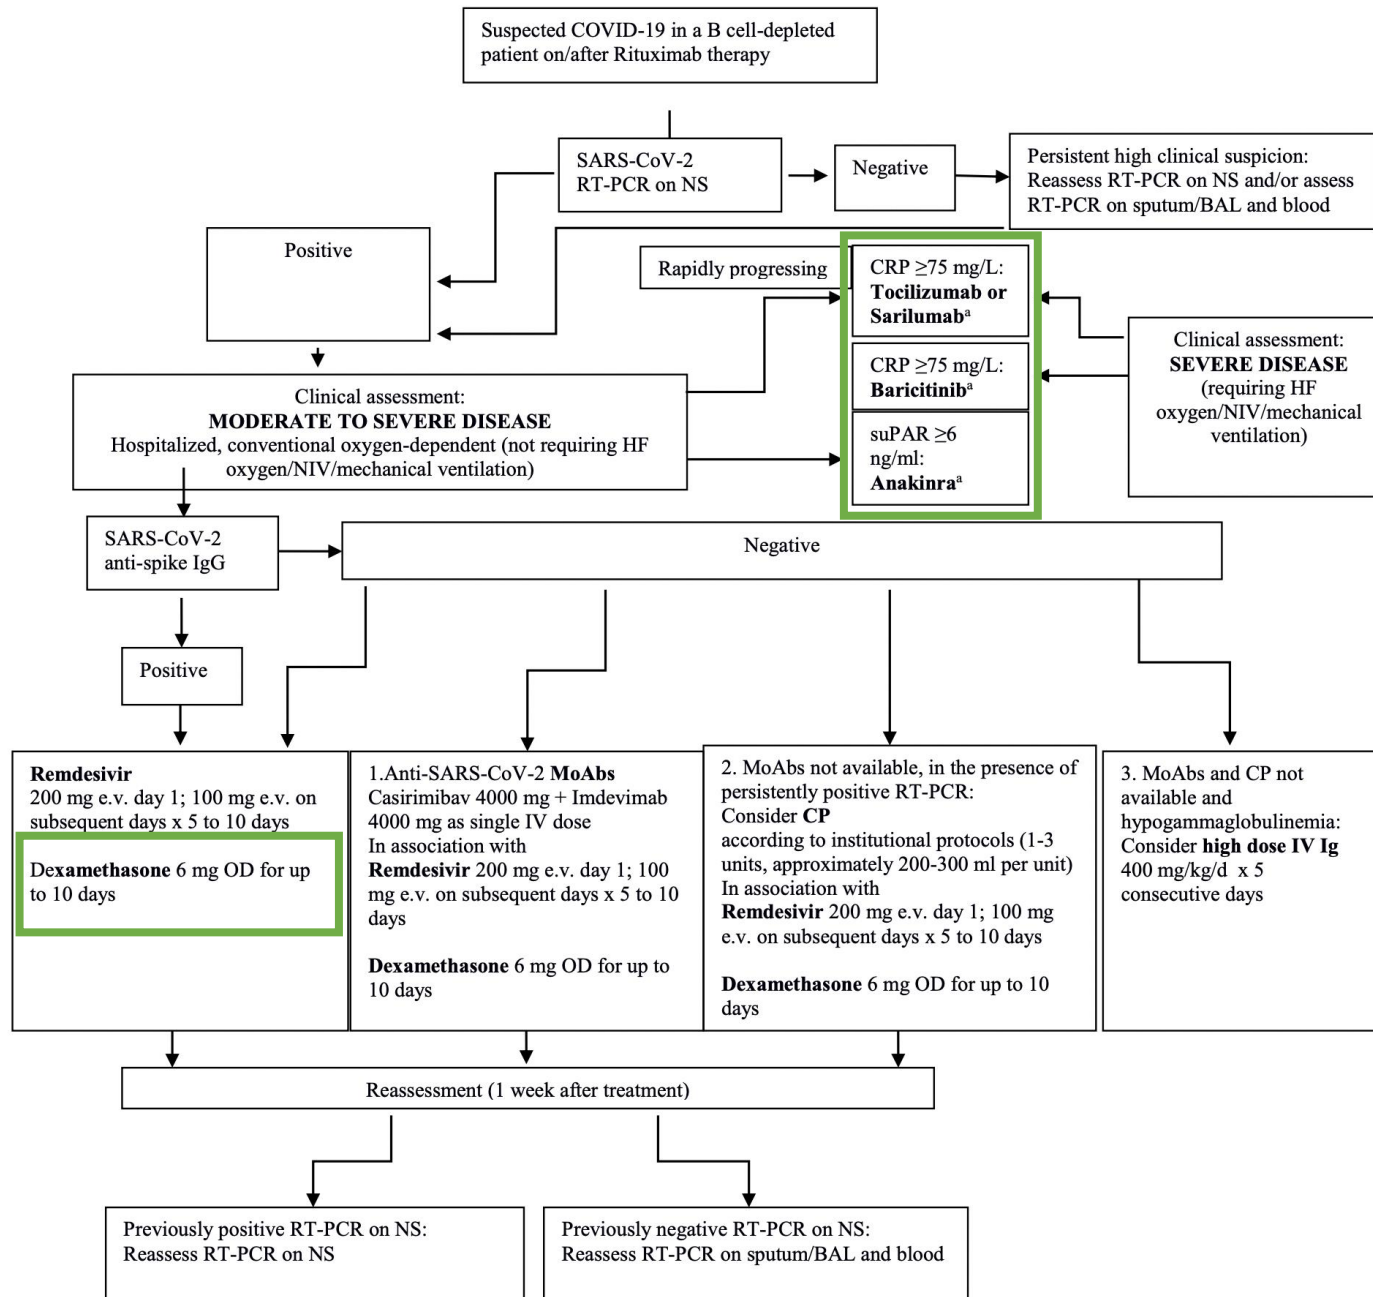 Suspected COVID-19 in a B cell-depleted
patient on/after Rituximab therapy
SARS-CoV-2
RT-PCR on NS
Negative
Persistent high clinical suspicion:
Reassess RT-PCR on NS and/or assess
RT-PCR on sputum/BAL and blood
Positive
Rapidly progressing
CRP ≥75 mg/L:
Tocilizumab or
Sarilumabᵃ
CRP ≥75 mg/L:
Baricitinibᵃ
suPAR ≥6
ng/ml:
Anakinraᵃ
Clinical assessment:
SEVERE DISEASE
(requiring HF
oxygen/NIV/mechanical
ventilation)
Clinical assessment:
MODERATE TO SEVERE DISEASE
Hospitalized, conventional oxygen-dependent (not requiring HF
oxygen/NIV/mechanical ventilation)
SARS-CoV-2
anti-spike IgG
Negative
Positive
Remdesivir
200 mg e.v. day 1; 100 mg e.v. on
subsequent days x 5 to 10 days
Dexamethasone 6 mg OD for up
to 10 days
1.Anti-SARS-CoV-2 MoAbs
Casirimibav 4000 mg + Imdevimab
4000 mg as single IV dose
In association with
Remdesivir 200 mg e.v. day 1; 100
mg e.v. on subsequent days x 5 to 10
days
Dexamethasone 6 mg OD for up to
10 days
2. MoAbs not available, in the presence of
persistently positive RT-PCR:
Consider CP
according to institutional protocols (1-3
units, approximately 200-300 ml per unit)
In association with
Remdesivir 200 mg e.v. day 1; 100 mg
e.v. on subsequent days x 5 to 10 days
Dexamethasone 6 mg OD for up to 10
days
3. MoAbs and CP not
available and
hypogammaglobulinemia:
Consider high dose IV Ig
400 mg/kg/d x 5
consecutive days
Reassessment (1 week after treatment)
Previously positive RT-PCR on NS:
Reassess RT-PCR on NS
Previously negative RT-PCR on NS:
Reassess RT-PCR on sputum/BAL and blood